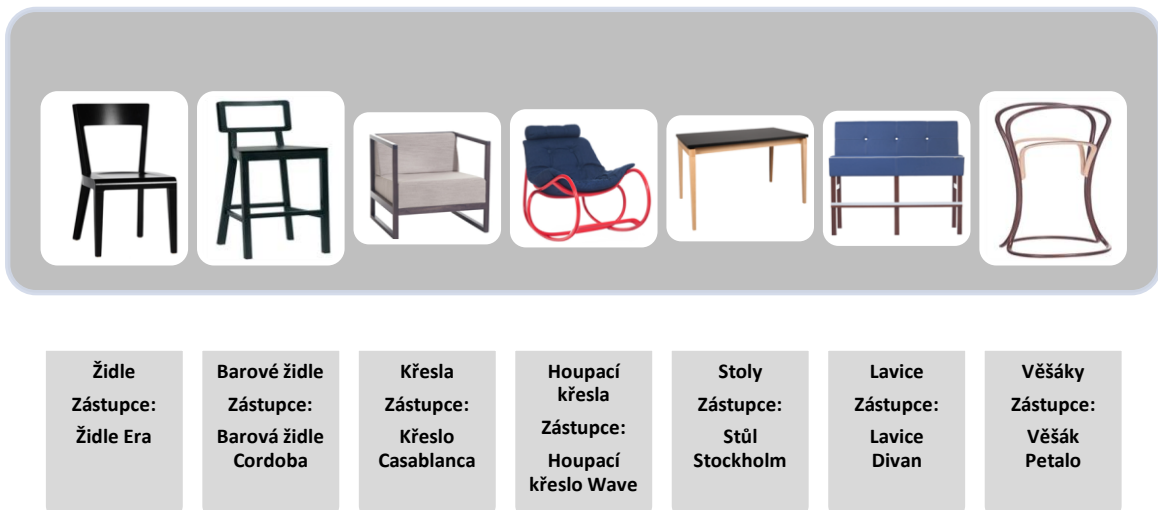 Židle
Zástupce:
Židle Era
Barové židle
Zástupce:
Barová židle
Cordoba
Křesla
Zástupce:
Křeslo
Casablanca
Houpací
křesla
Zástupce:
Houpací
křeslo Wave
Stoly
Zástupce:
Stůl
Stockholm
Lavice
Zástupce:
Lavice
Divan
Věšáky
Zástupce:
Věšák
Petalo